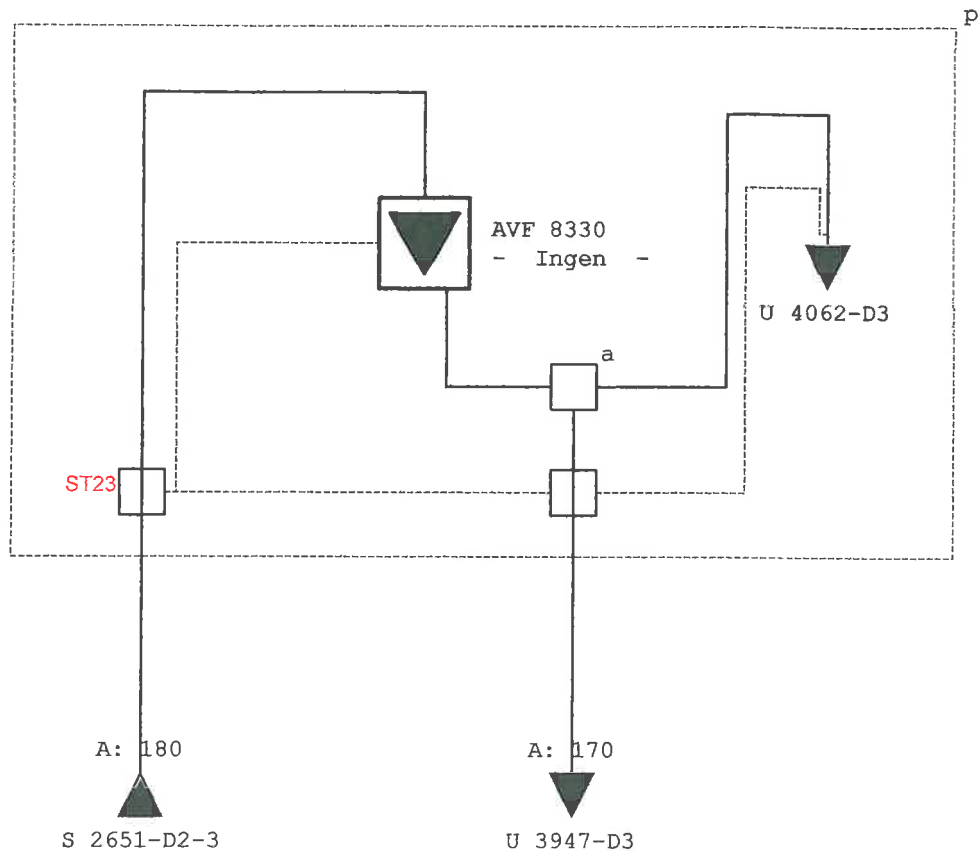 p
AVF 8330
- Ingen -
U 4062-D3
a
ST23
A: 180
A: 170
S 2651-D2-3
U 3947-D3